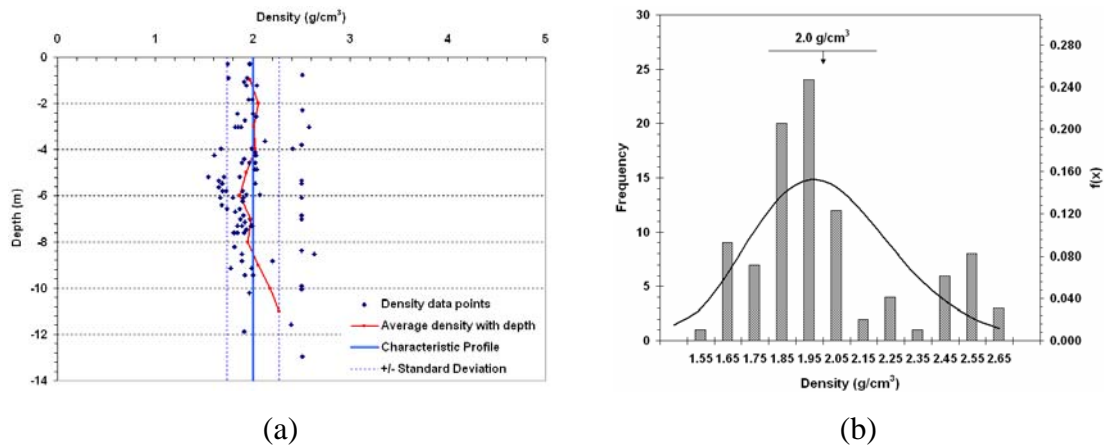 Density (g/cm³)
0 1 2 3 4 5
0
-2
-4
-6
-8
-10
-12
-14
Depth (m)
Density data points
Average density with depth
Characteristic Profile
+/- Standard Deviation
(a)
2.0 g/cm³
30
25
20
15
10
5
0
Frequency
0.280
0.240
0.200
0.160
0.120
0.080
0.040
0.000
f(x)
1.55 1.65 1.75 1.85 1.95 2.05 2.15 2.25 2.35 2.45 2.55 2.65
Density (g/cm³)
(b)